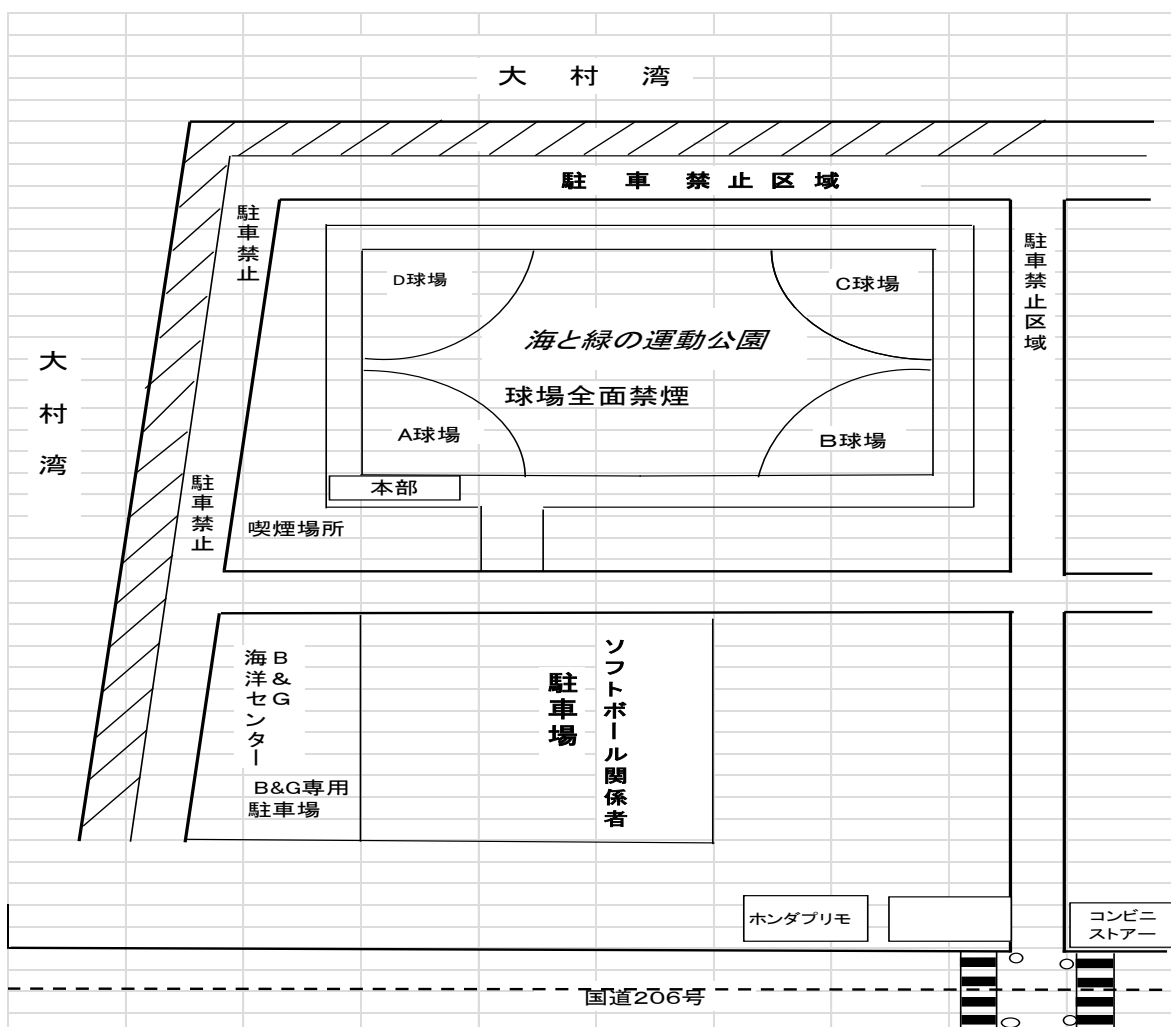 大 村 湾
駐 車 禁 止 区 域
駐車禁止
駐車禁止区域
D球場
C球場
海と緑の運動公園
大村湾
球場全面禁煙
A球場
B球場
駐車禁止
本部
喫煙場所
B&G
海洋センター
B&G専用
駐車場
駐車場
ソフトボール関係者
ホンダプリモ
コンビニ
ストアー
国道206号